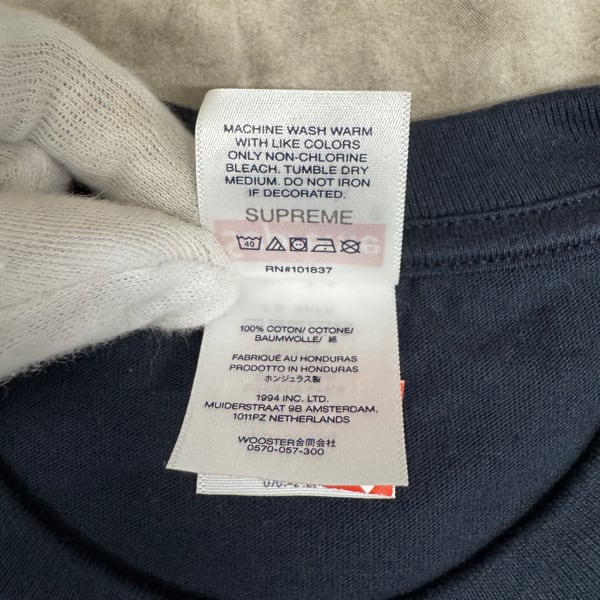 MACHINE WASH WARM
WITH LIKE COLORS
ONLY NON-CHLORINE
BLEACH. TUMBLE DRY
MEDIUM. DO NOT IRON
IF DECORATED.
SUPREME
40
RN#101837
100% COTON/ COTONE/
BAUMWOLLE/ 綿
FABRIQUÉ AU HONDURAS
PRODOTTO IN HONDURAS
ホンジュラス製
1994 INC. LTD.
MUIDERSTRAAT 9B AMSTERDAM,
1011PZ NETHERLANDS
WOOSTER合同会社
0570-057-300